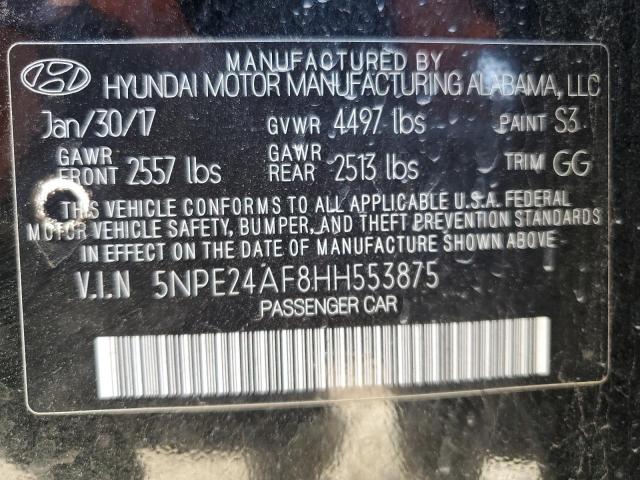 MANUFACTURED BY
HYUNDAI MOTOR MANUFACTURING ALABAMA, LLC
Jan/30/17 GVWR 4497 lbs PAINT S3
GAWR FRONT 2557 lbs GAWR REAR 2513 lbs TRIM GG
THIS VEHICLE CONFORMS TO ALL APPLICABLE U.S.A. FEDERAL
MOTOR VEHICLE SAFETY, BUMPER, AND THEFT PREVENTION STANDARDS
IN EFFECT ON THE DATE OF MANUFACTURE SHOWN ABOVE.
V.I.N 5NPE24AF8HH553875
PASSENGER CAR